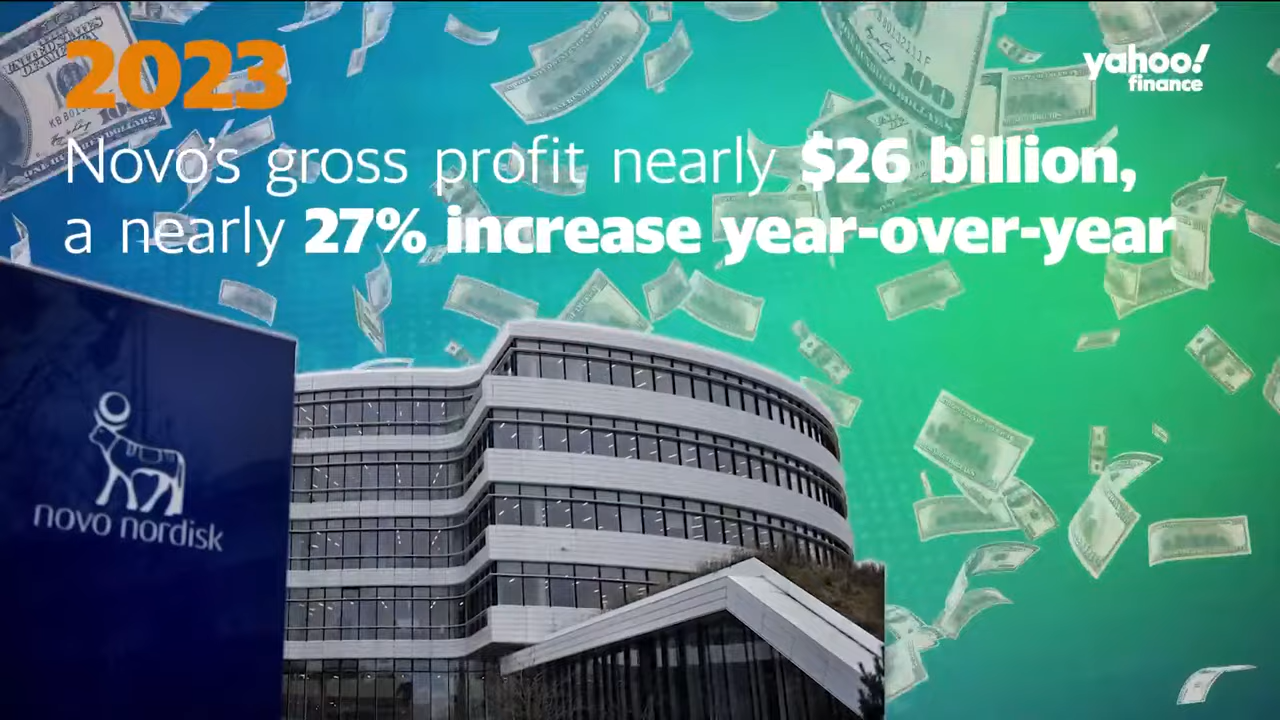 2023
yahoo!
finance
Novo's gross profit nearly $26 billion,
a nearly 27% increase year-over-year
novo nordisk